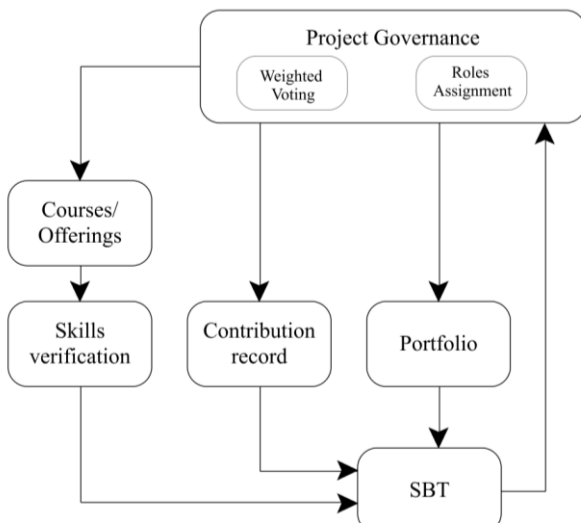 Project Governance
Weighted
Voting
Roles
Assignment
Courses/
Offerings
Skills
verification
Contribution
record
Portfolio
SBT